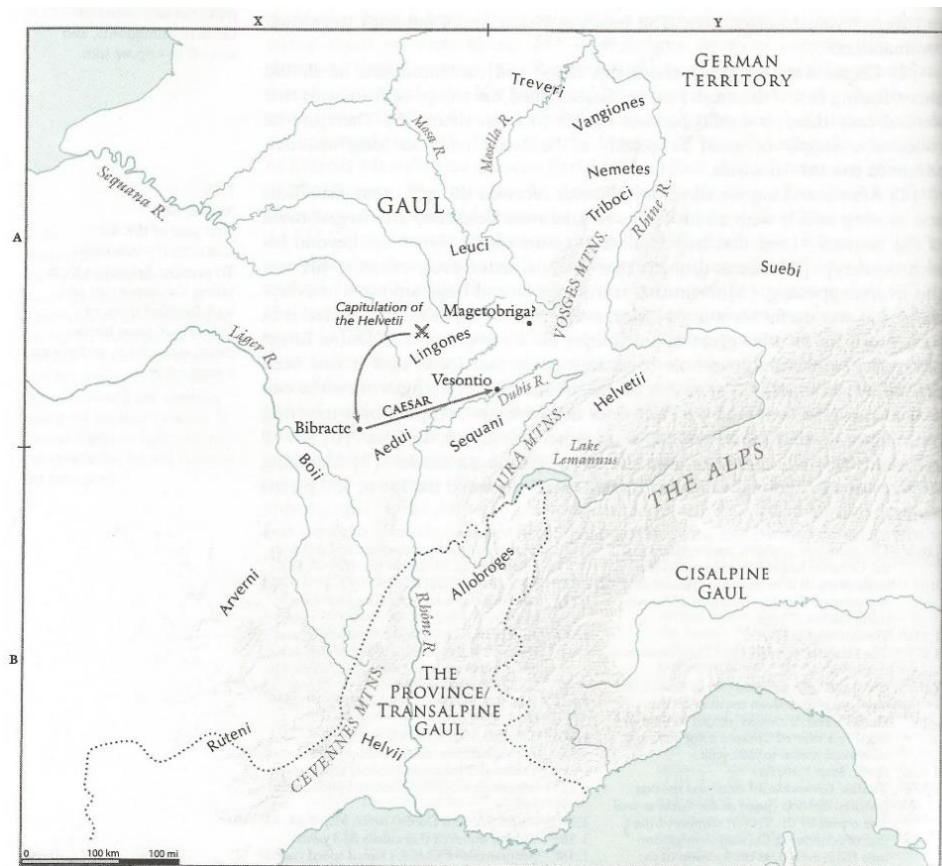 X
Y
GERMAN
TERRITORY
Treveri
Vangiones
Mosa R.
Mosella R.
Nemetes
Sequana R.
GAUL
Triboci
Rhine R.
A
Leuci
VOSGES MTNS.
Suebi
Capitulation of
the Helvetii
Magetobriga?
Lingones
Liger R.
Vesontio
Dubis R.
Helvetii
CAESAR
Bibracte
Aedui
Sequani
JURA MTNS.
Lake
Lemannus
THE ALPS
Boii
Arverni
Allobroges
CISALPINE
GAUL
Rhône R.
B
THE
PROVINCE/
TRANSALPINE
GAUL
CEVENNES MTNS.
Ruteni
Helvii
0 100 km 100 mi